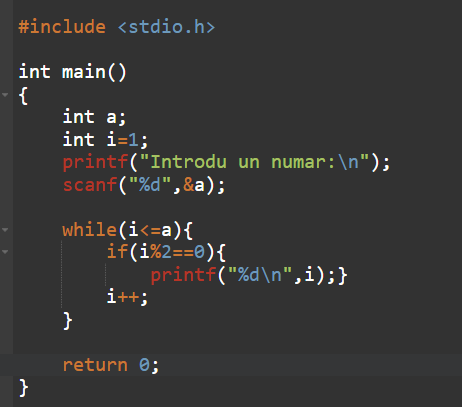 #include <stdio.h>
int main()
{
int a;
int i=1;
printf("Introdu un numar:\n");
scanf("%d",&a);
while(i<=a){
if(i%2==0){
printf("%d\n",i);}
i++;
}
return 0;
}